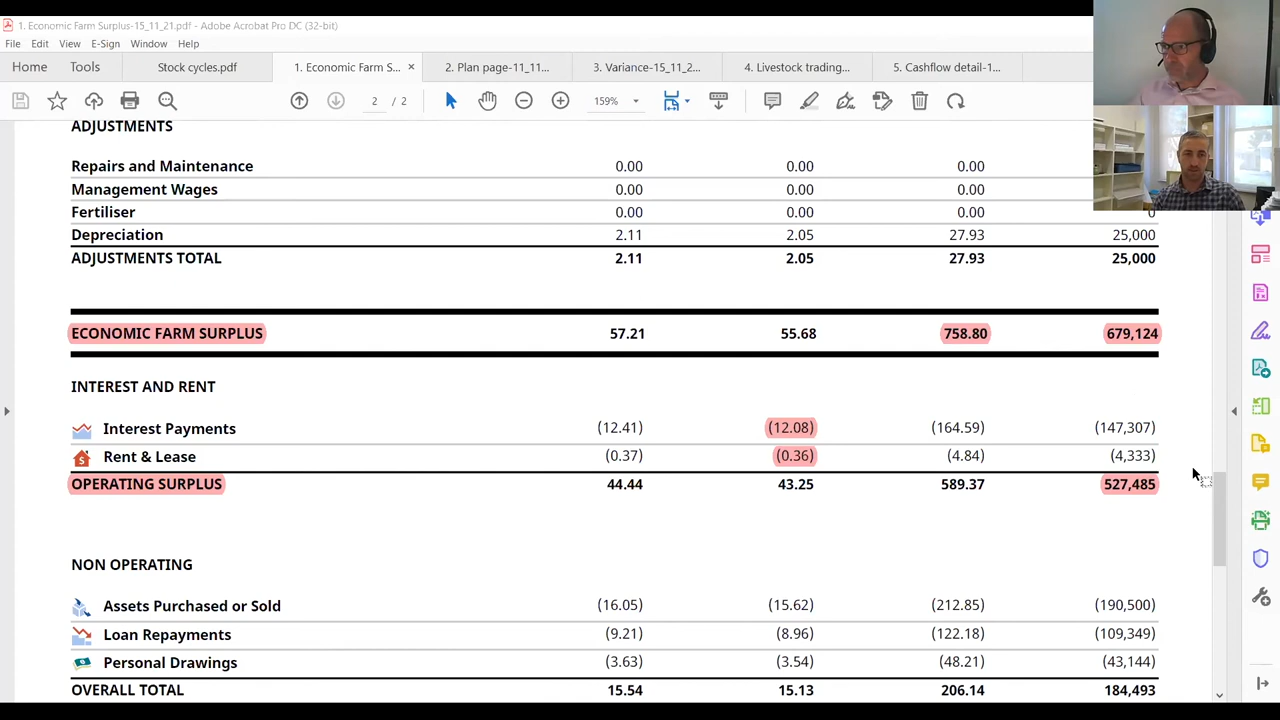 1. Economic Farm Surplus-15_11_21.pdf - Adobe Acrobat Pro DC (32-bit)
File Edit View E-Sign Window Help
Home Tools Stock cycles.pdf 1. Economic Farm S... × 2. Plan page-11_11... 3. Variance-15_11_2... 4. Livestock trading... 5. Cashflow detail-1...
2 / 2 159%
ADJUSTMENTS
Repairs and Maintenance 0.00 0.00 0.00
Management Wages 0.00 0.00 0.00
Fertiliser 0.00 0.00 0.00 0
Depreciation 2.11 2.05 27.93 25,000
ADJUSTMENTS TOTAL 2.11 2.05 27.93 25,000
ECONOMIC FARM SURPLUS 57.21 55.68 758.80 679,124
INTEREST AND RENT
Interest Payments (12.41) (12.08) (164.59) (147,307)
Rent & Lease (0.37) (0.36) (4.84) (4,333)
OPERATING SURPLUS 44.44 43.25 589.37 527,485
NON OPERATING
Assets Purchased or Sold (16.05) (15.62) (212.85) (190,500)
Loan Repayments (9.21) (8.96) (122.18) (109,349)
Personal Drawings (3.63) (3.54) (48.21) (43,144)
OVERALL TOTAL 15.54 15.13 206.14 184,493